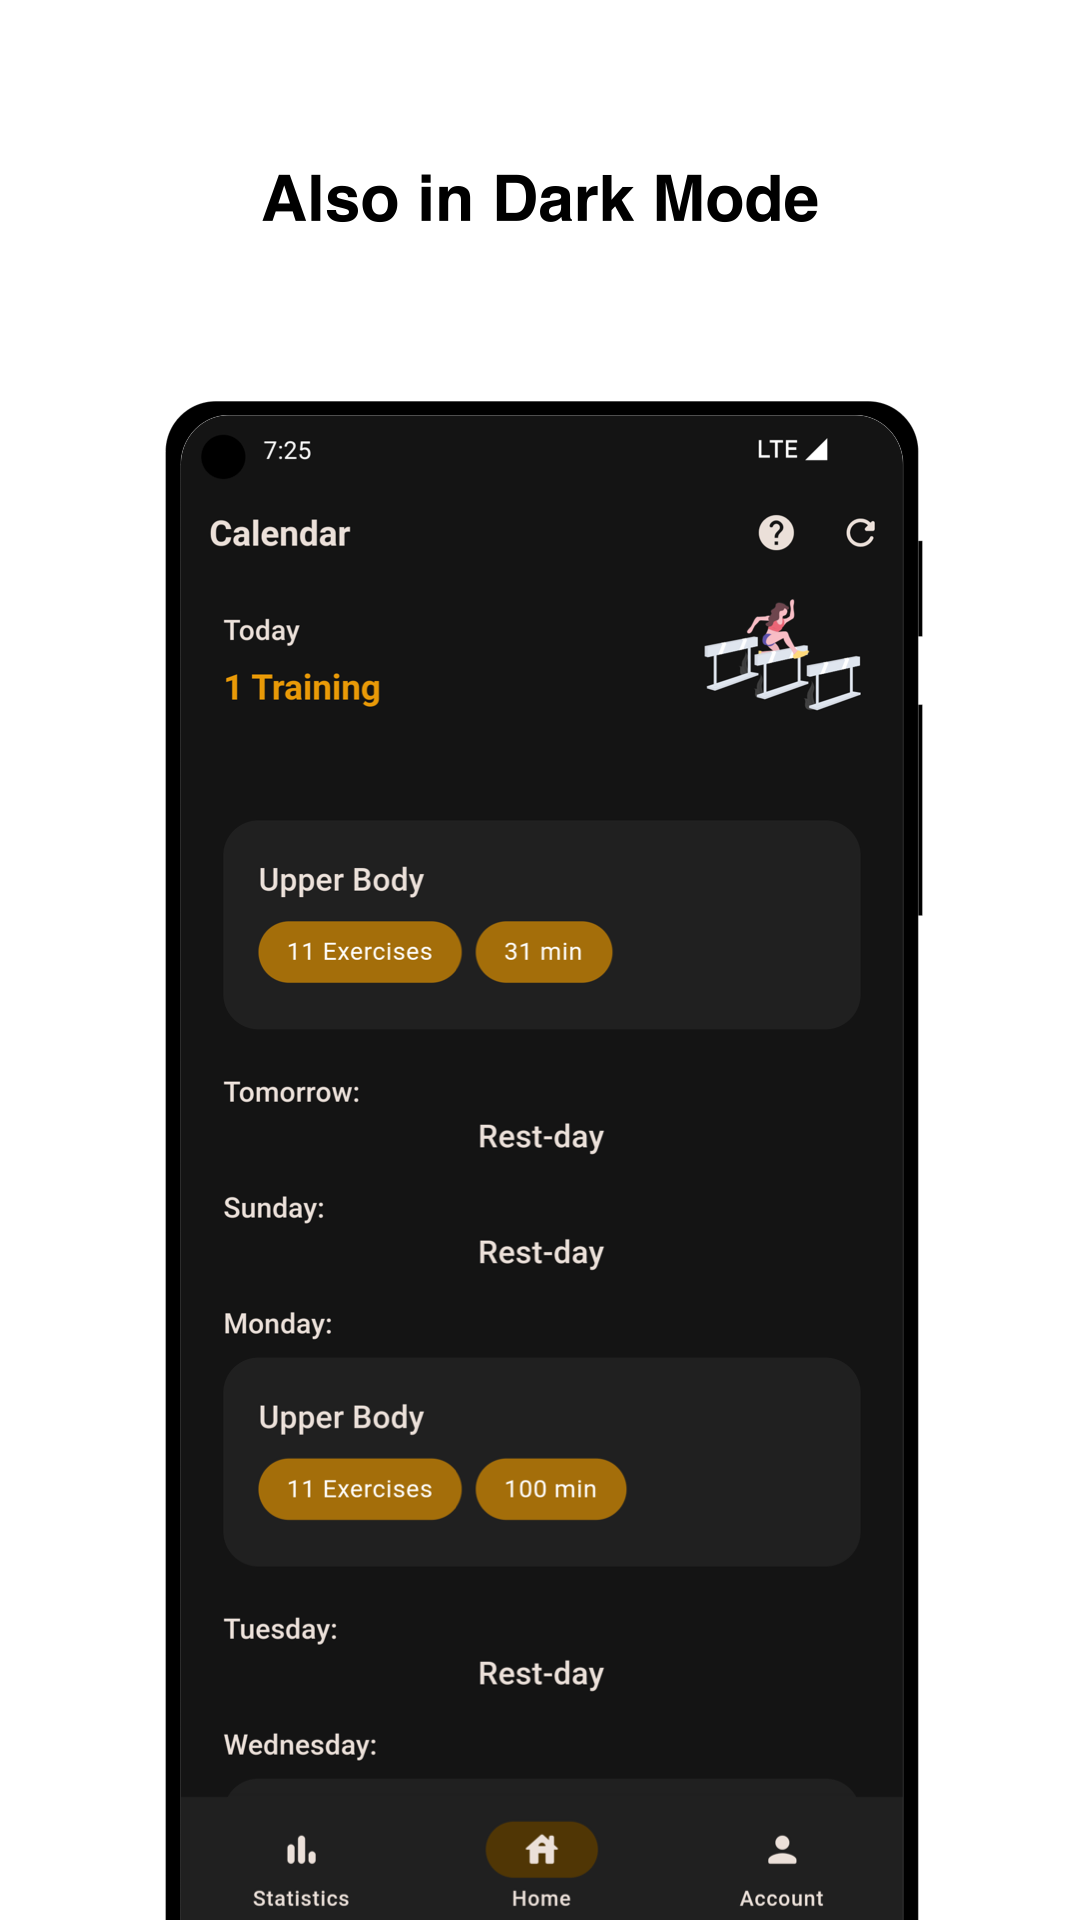 Also in Dark Mode
7:25
LTE
Calendar
Today
1 Training
Upper Body
11 Exercises
31 min
Tomorrow:
Rest-day
Sunday:
Rest-day
Monday:
Upper Body
11 Exercises
100 min
Tuesday:
Rest-day
Wednesday:
Statistics
Home
Account